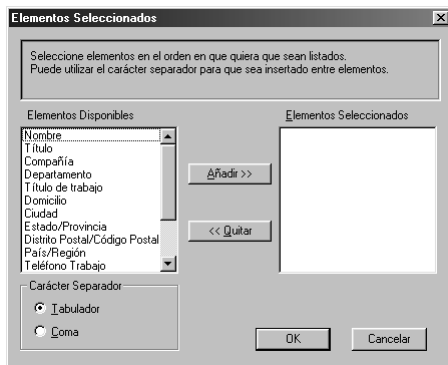 Elementos Seleccionados
Seleccione elementos en el orden en que quiera que sean listados.
Puede utilizar el carácter separador para que sea insertado entre elementos.
Elementos Disponibles
Elementos Seleccionados
Nombre
Título
Compañía
Departamento
Título de trabajo
Domicilio
Ciudad
Estado/Provincia
Distrito Postal/Código Postal
País/Región
Teléfono Trabajo
Añadir >>
<< Quitar
Carácter Separador
Tabulador
Coma
OK
Cancelar